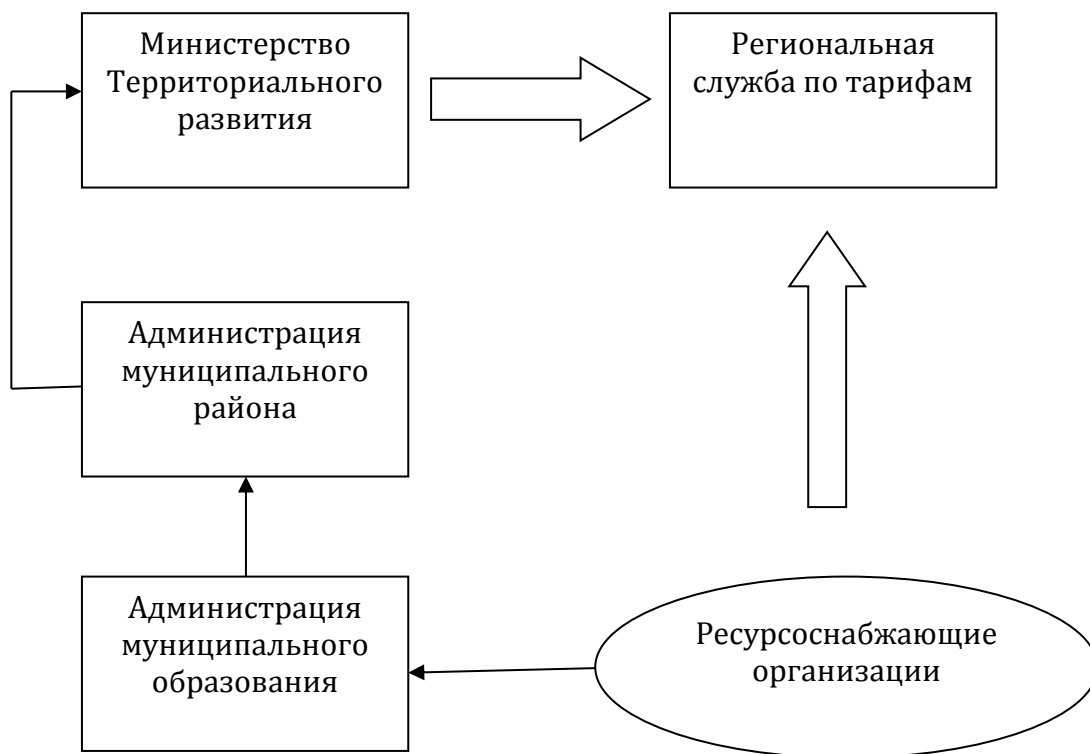 Министерство
Территориального
развития
Региональная
служба по тарифам
Администрация
муниципального
района
Администрация
муниципального
образования
Ресурсоснабжающие
организации